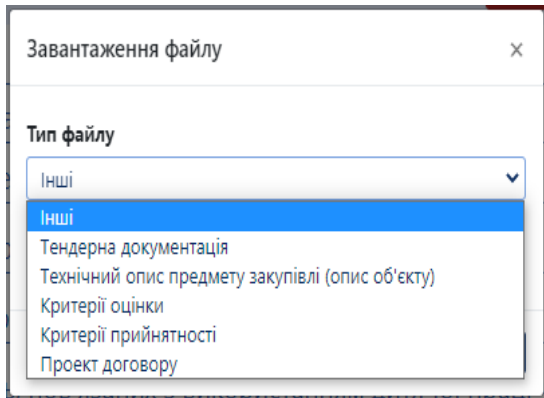 Завантаження файлу ×
Тип файлу
Інші
Інші
Тендерна документація
Технічний опис предмету закупівлі (опис об'єкту)
Критерії оцінки
Критерії прийнятності
Проект договору